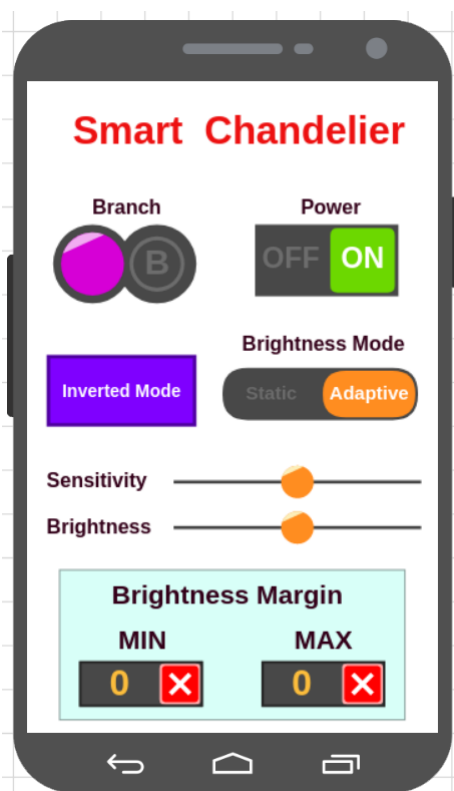 Smart Chandelier
Branch
Power
B
OFF ON
Brightness Mode
Inverted Mode
Static Adaptive
Sensitivity
Brightness
Brightness Margin
MIN MAX
0 0